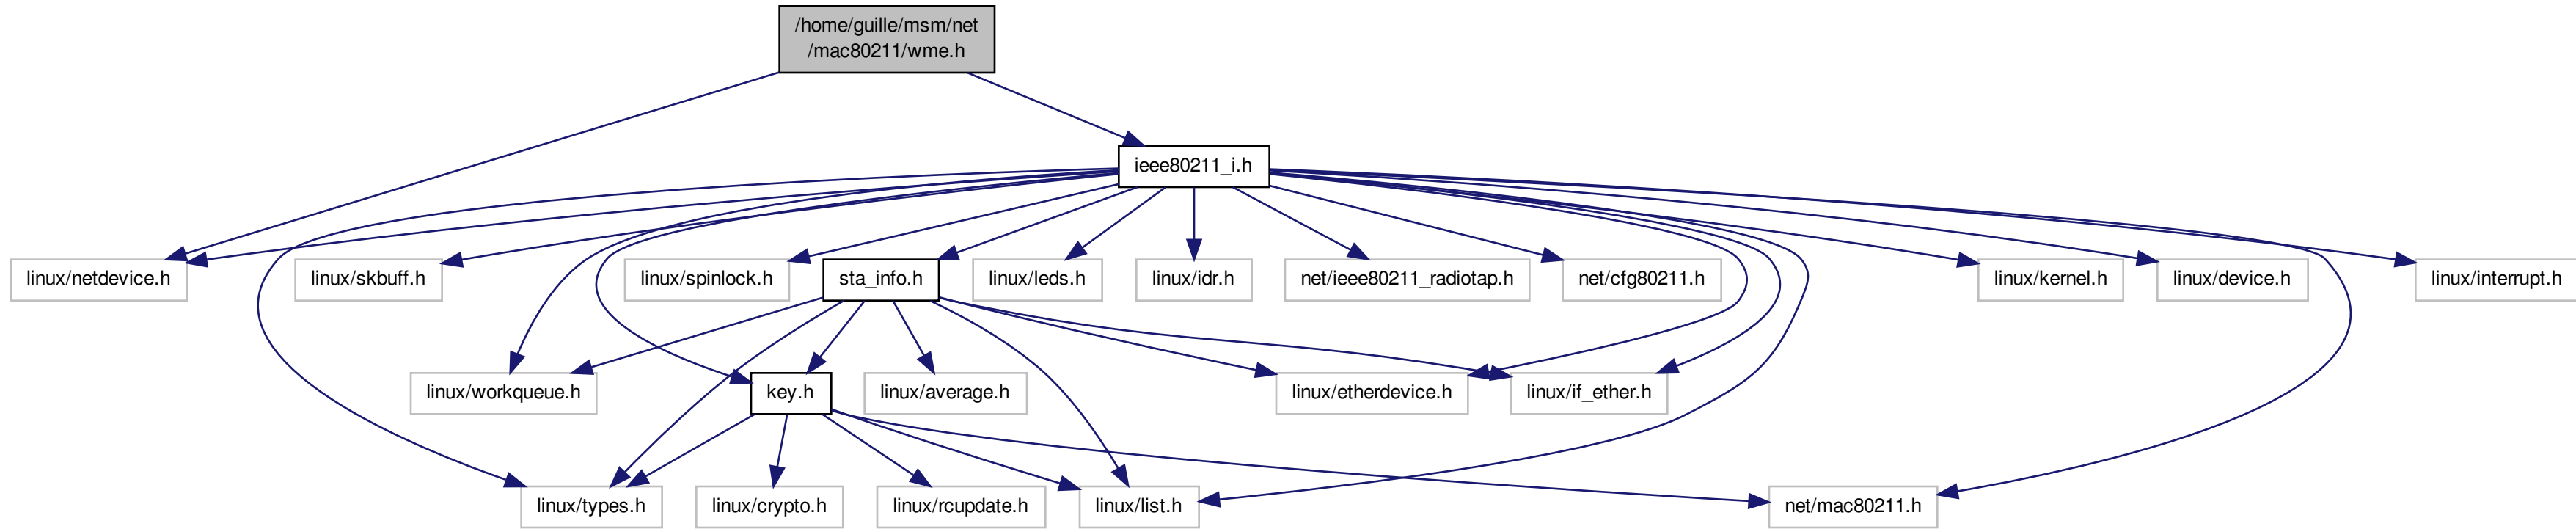 /home/guille/msm/net
/mac80211/wme.h
ieee80211_i.h
linux/netdevice.h
linux/skbuff.h
linux/spinlock.h
sta_info.h
linux/leds.h
linux/idr.h
net/ieee80211_radiotap.h
net/cfg80211.h
linux/kernel.h
linux/device.h
linux/interrupt.h
linux/workqueue.h
key.h
linux/average.h
linux/etherdevice.h
linux/if_ether.h
linux/types.h
linux/crypto.h
linux/rcupdate.h
linux/list.h
net/mac80211.h